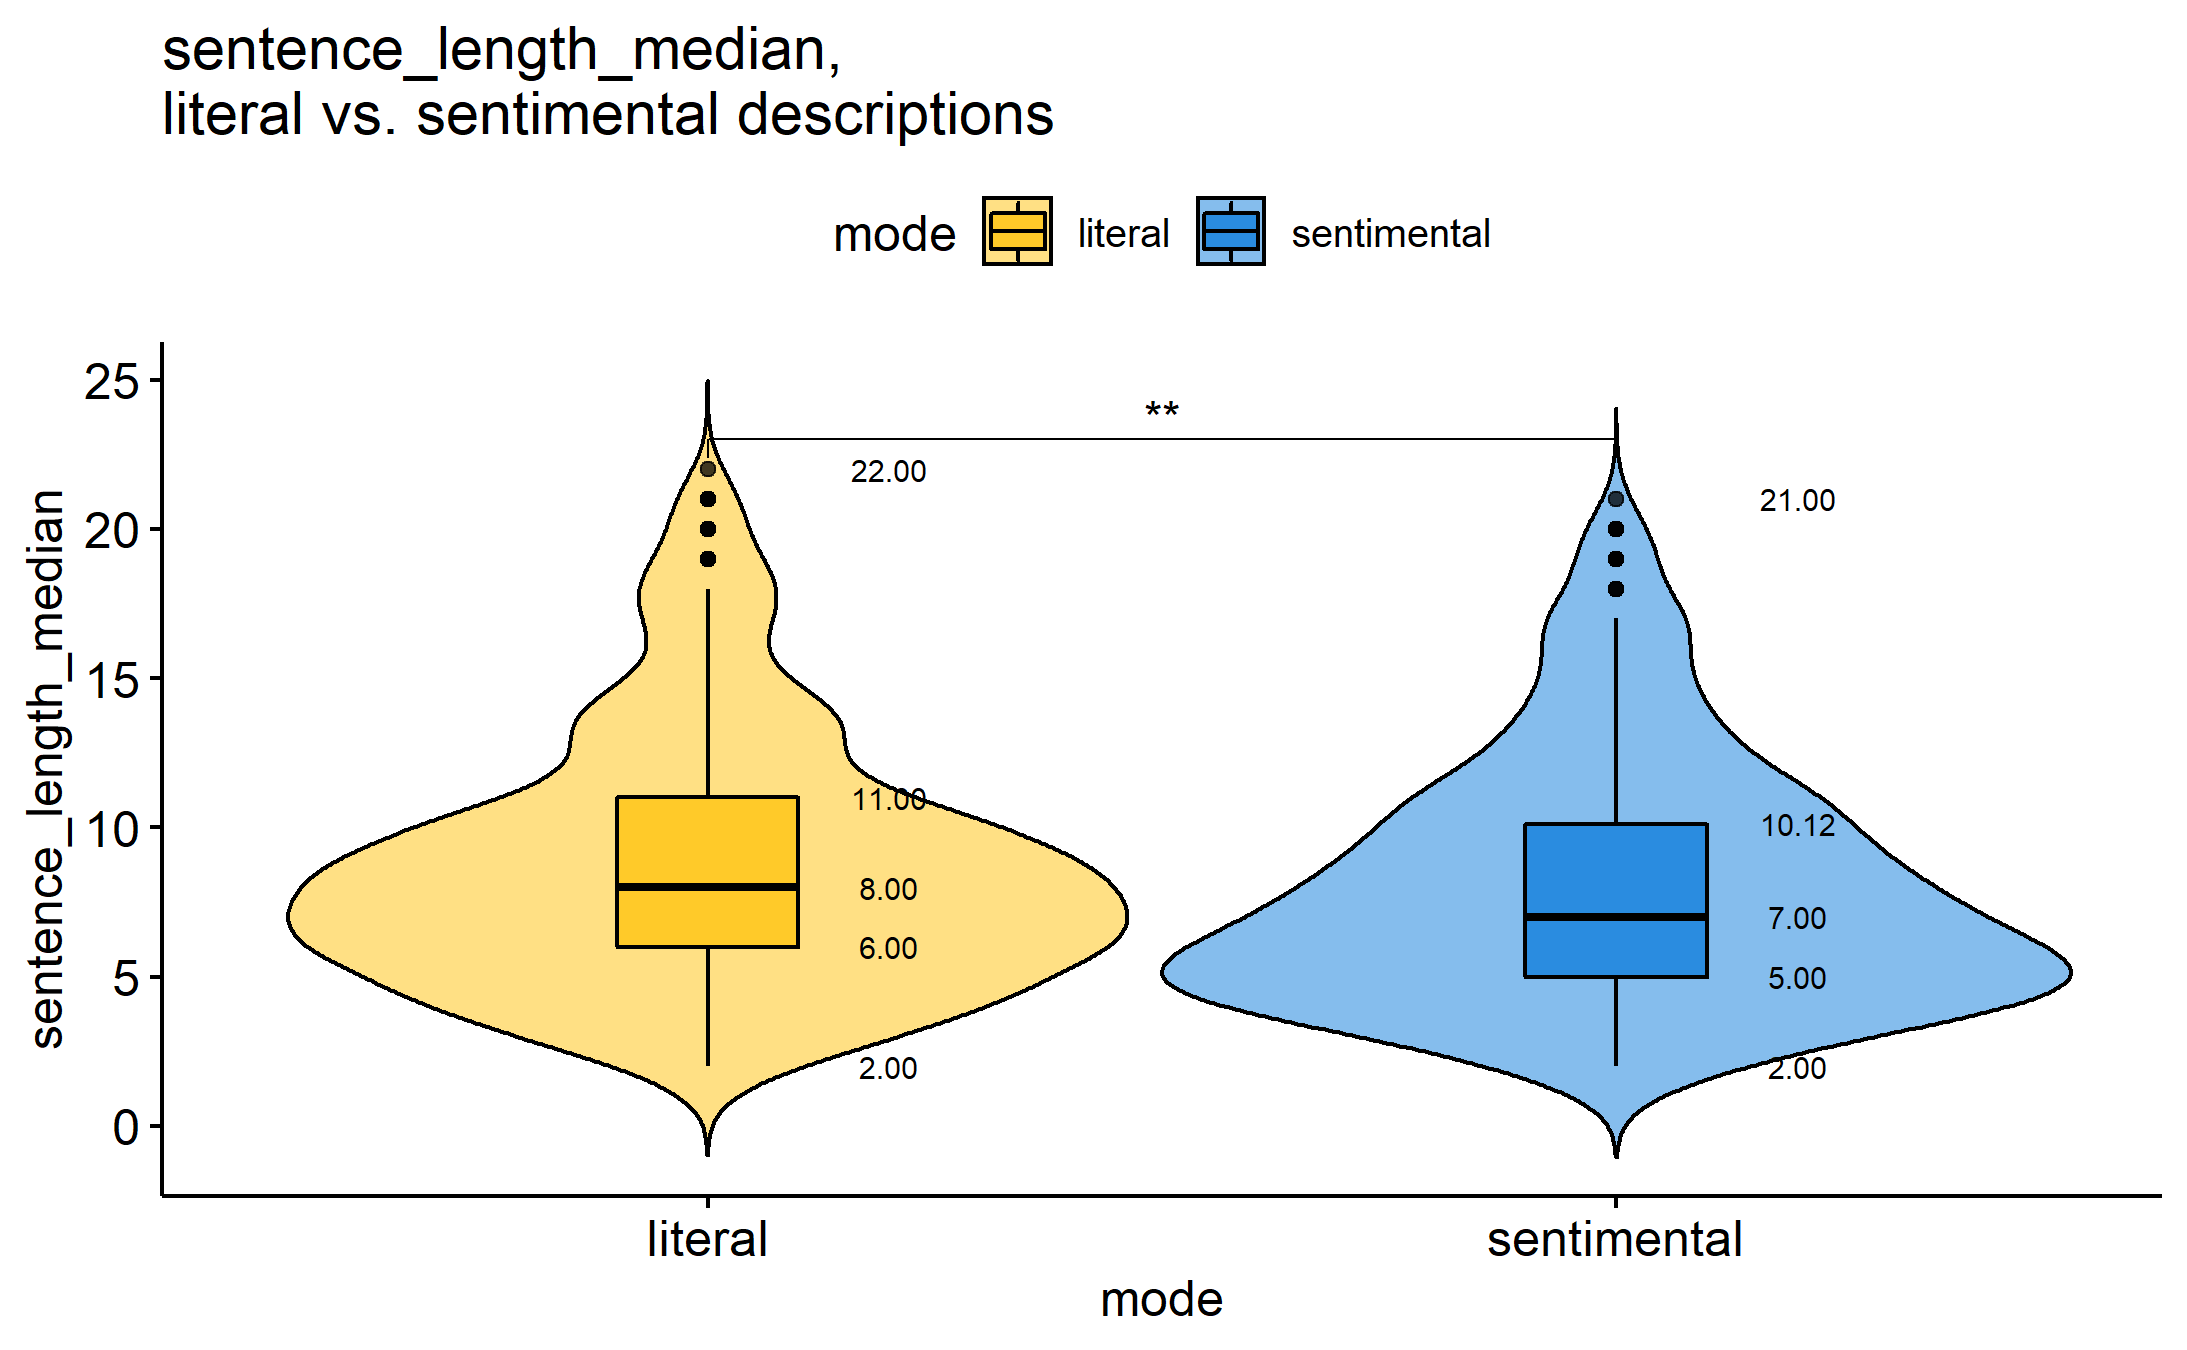 sentence_length_median,
literal vs. sentimental descriptions
mode literal sentimental
sentence_length_median
25
20
15
10
5
0
**
22.00
11.00
8.00
6.00
2.00
21.00
10.12
7.00
5.00
2.00
literal sentimental
mode